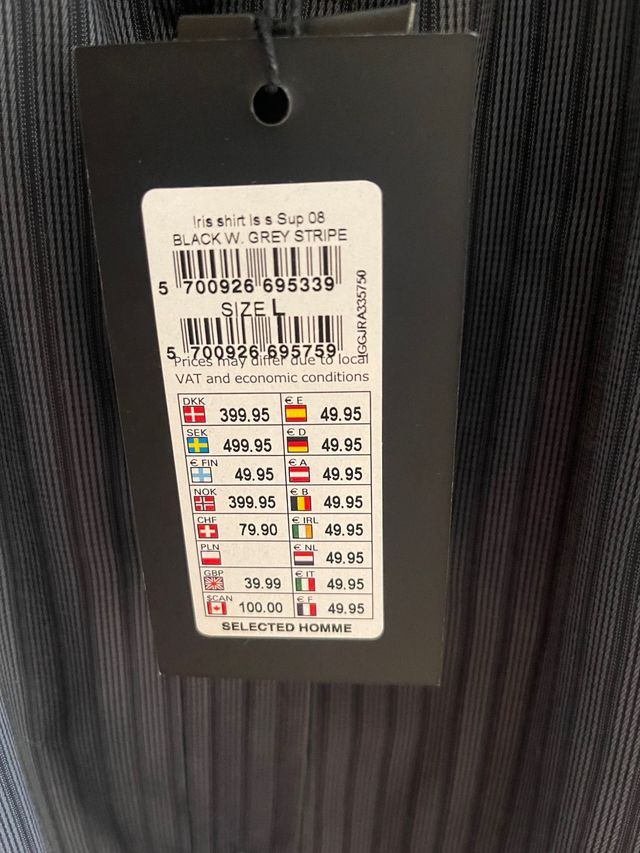 Iris shirt ls s Sup 08
BLACK W. GREY STRIPE
5 700926 695339
SIZE L
5 700926 695759
GGJRA335750
Prices may differ due to local
VAT and economic conditions
DKK 399.95 € E 49.95
SEK 499.95 € D 49.95
€ FIN 49.95 € A 49.95
NOK 399.95 € B 49.95
CHF 79.90 € IRL 49.95
PLN € NL 49.95
GBP 39.99 € IT 49.95
$CAN 100.00 € F 49.95
SELECTED HOMME